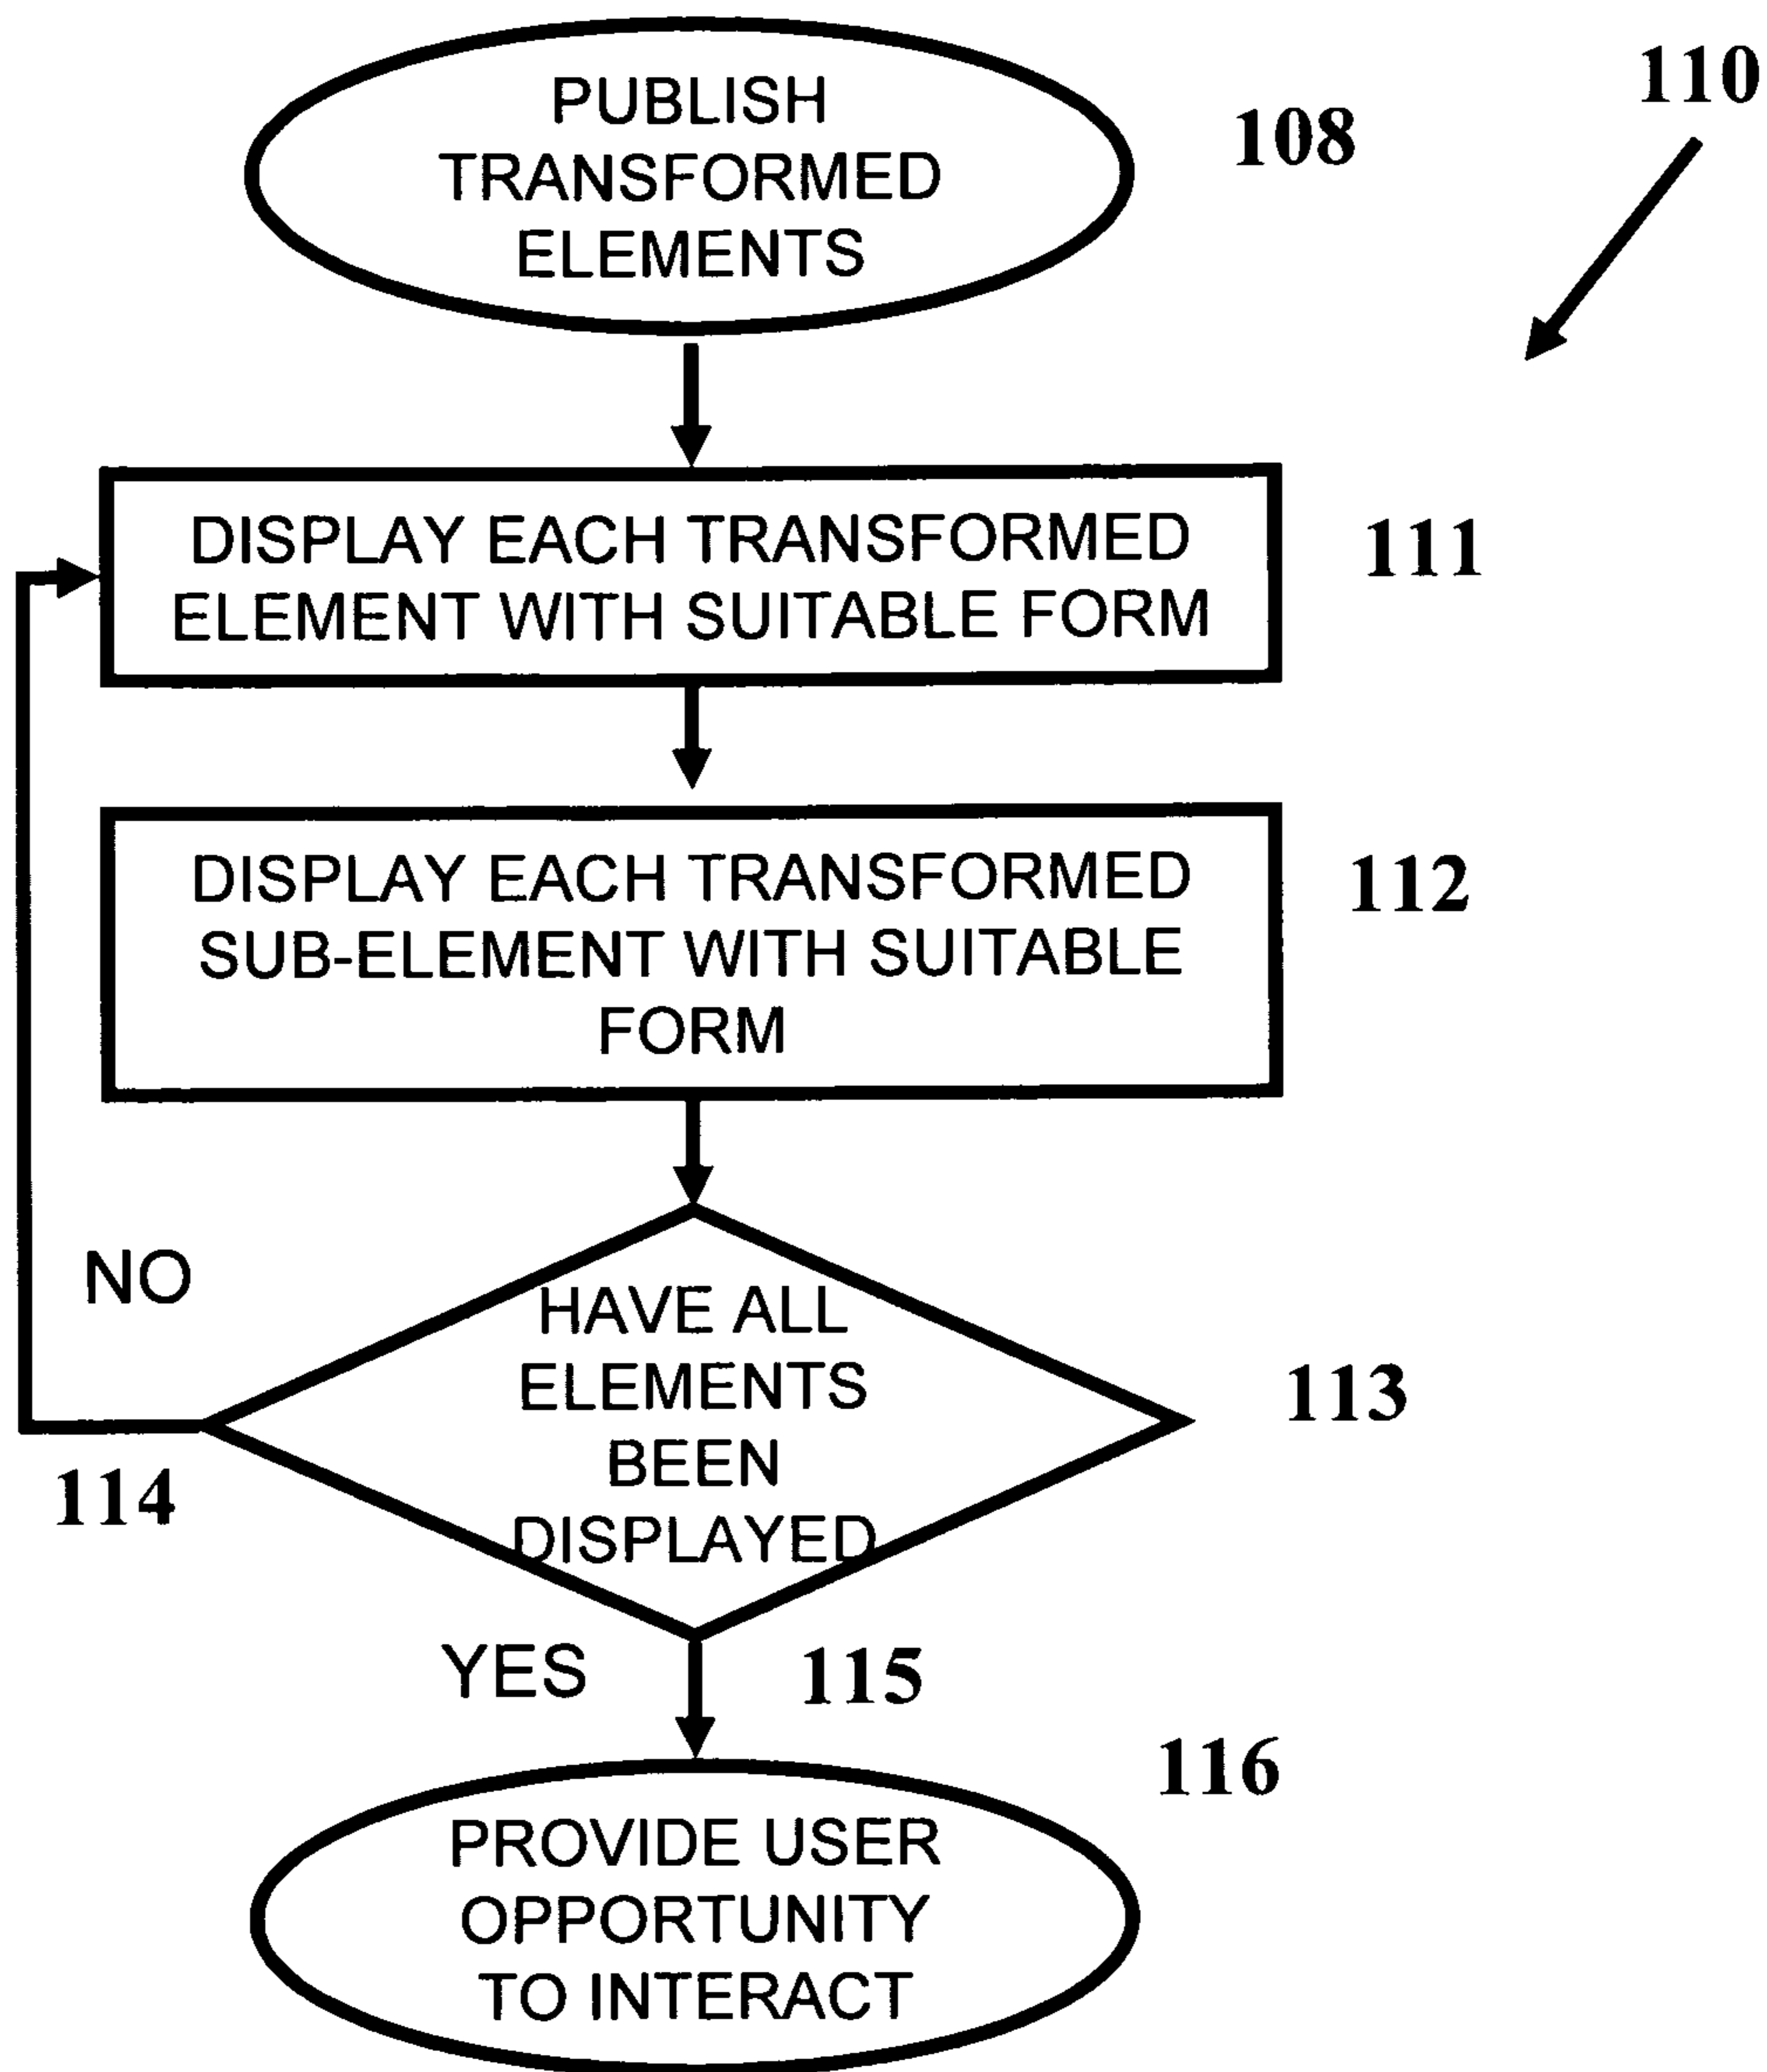 110
PUBLISH
TRANSFORMED
ELEMENTS
108
DISPLAY EACH TRANSFORMED
ELEMENT WITH SUITABLE FORM
111
DISPLAY EACH TRANSFORMED
SUB-ELEMENT WITH SUITABLE
FORM
112
NO
HAVE ALL
ELEMENTS
BEEN
DISPLAYED
113
114
YES
115
116
PROVIDE USER
OPPORTUNITY
TO INTERACT